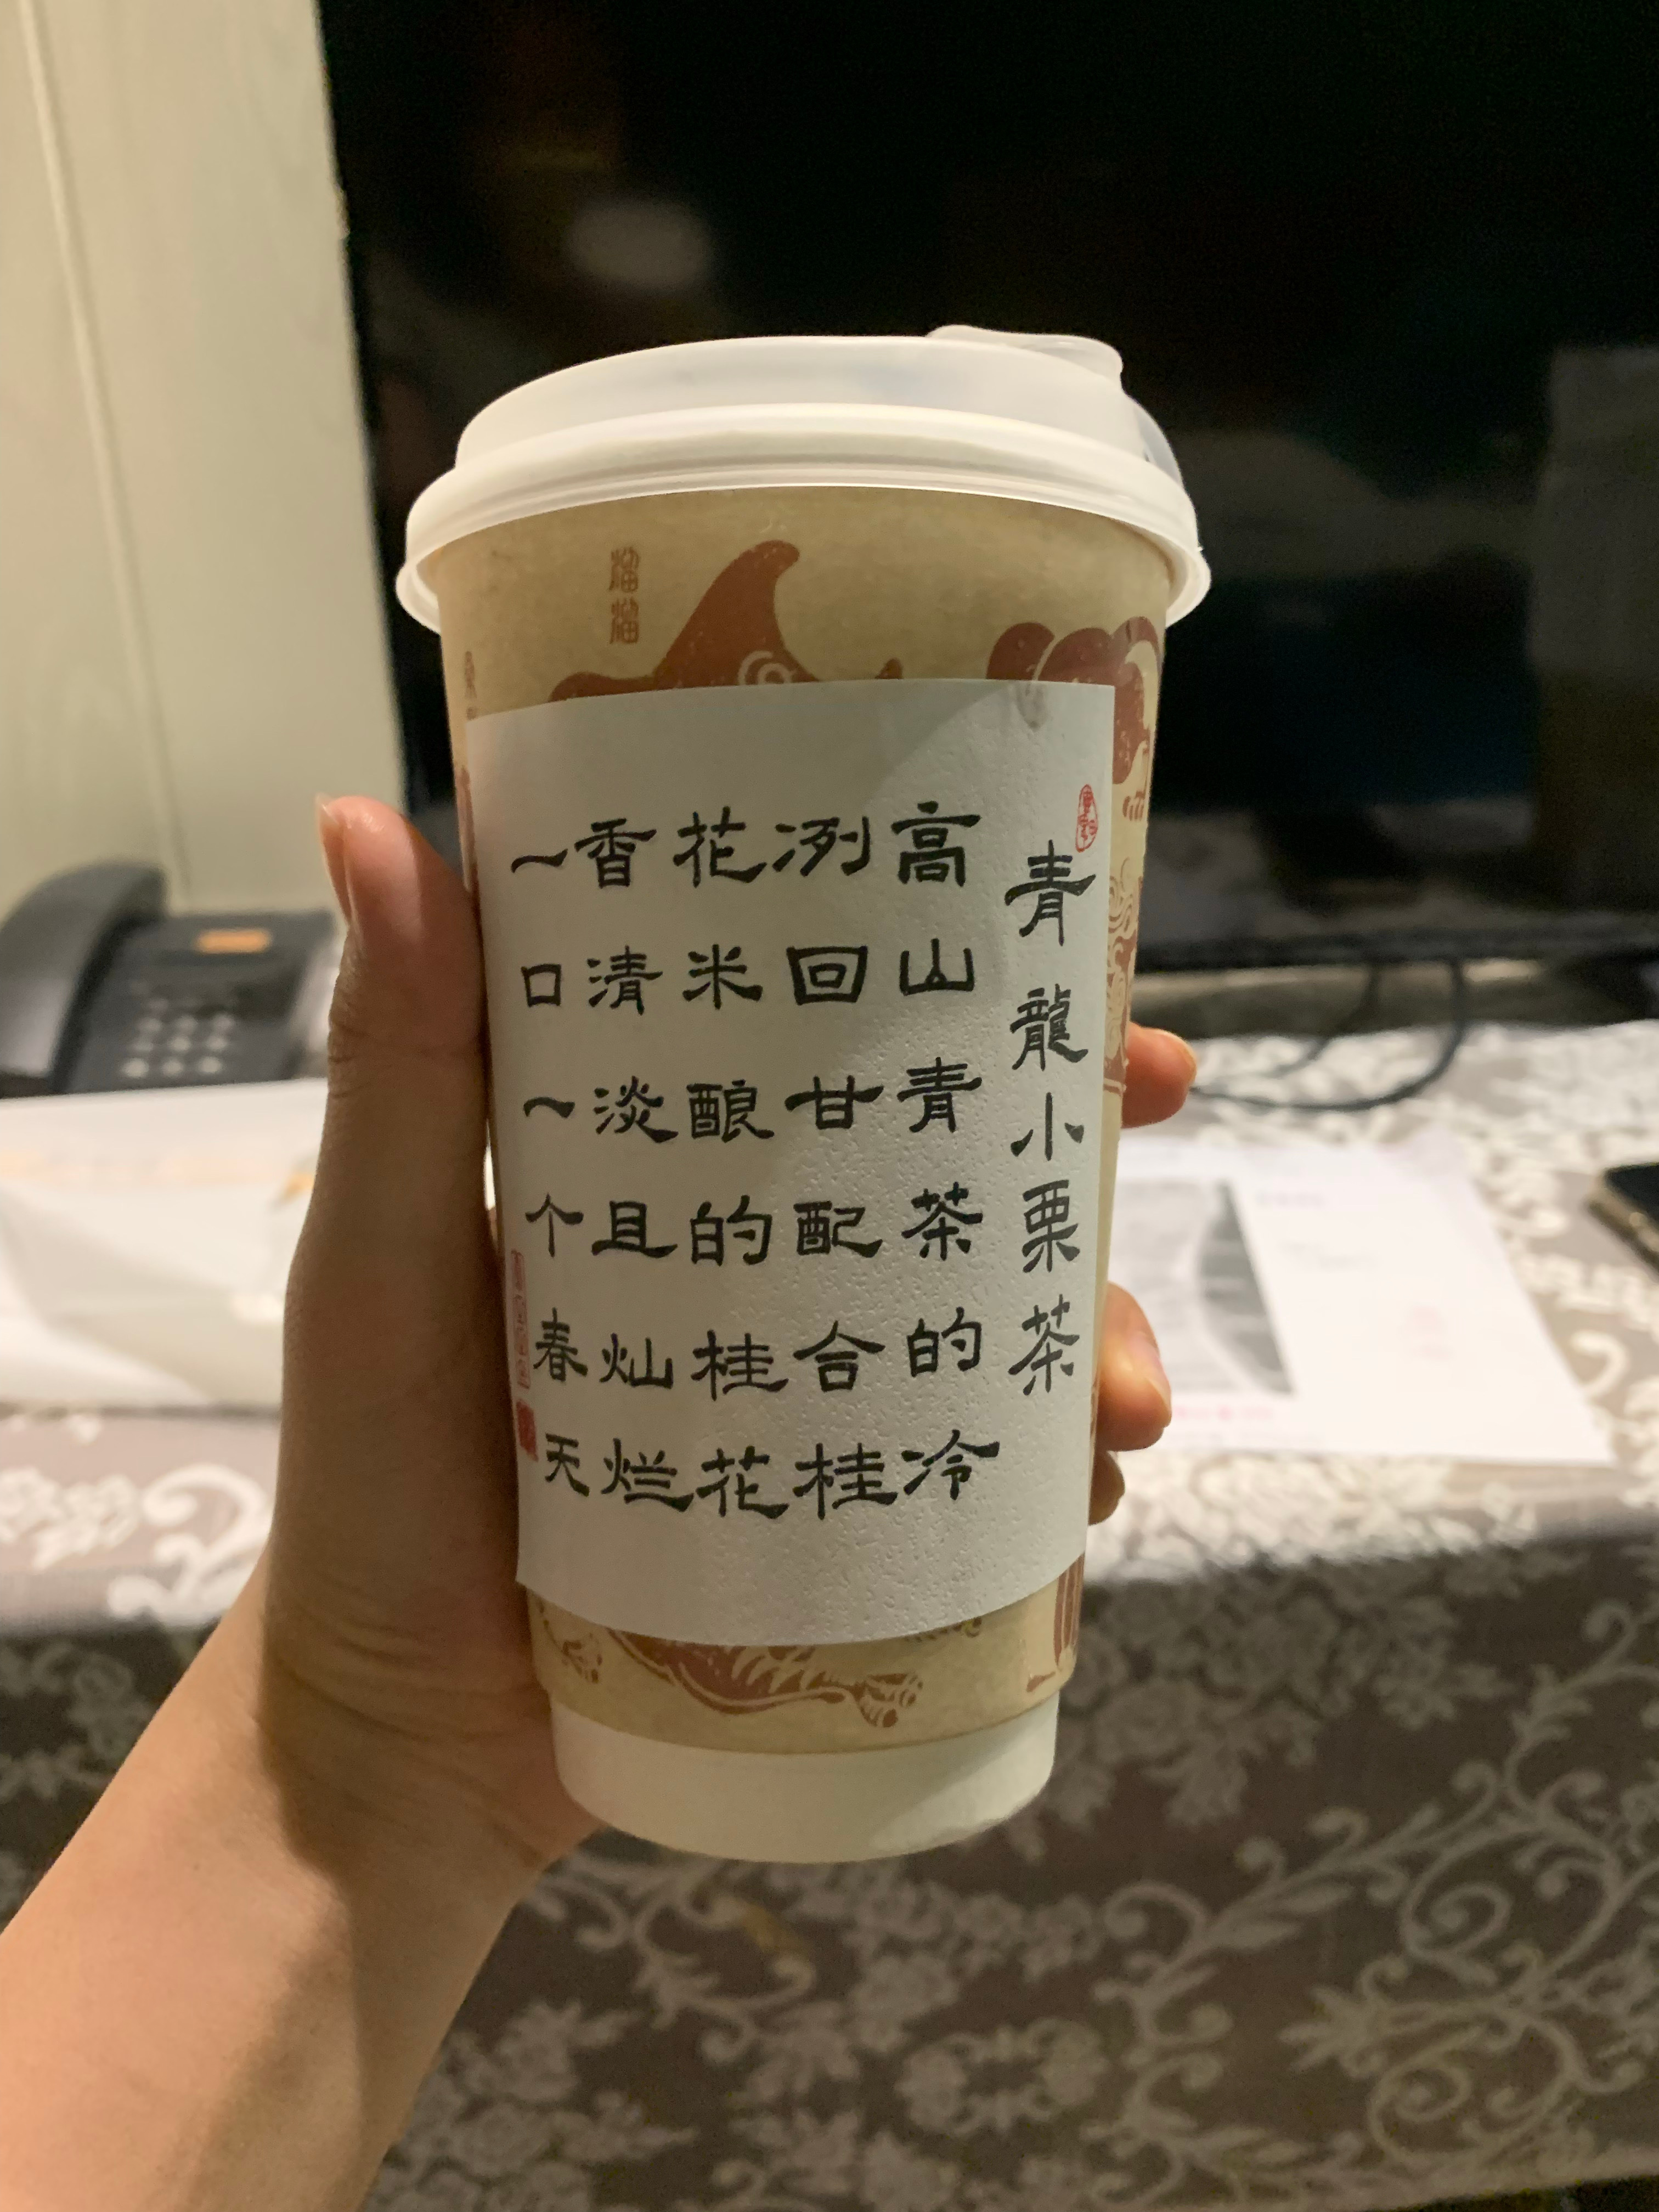 青龍小栗茶
高山青茶的冷
冽回甘配合桂
花米酿的桂花
香清淡且灿烂
一口一个春天